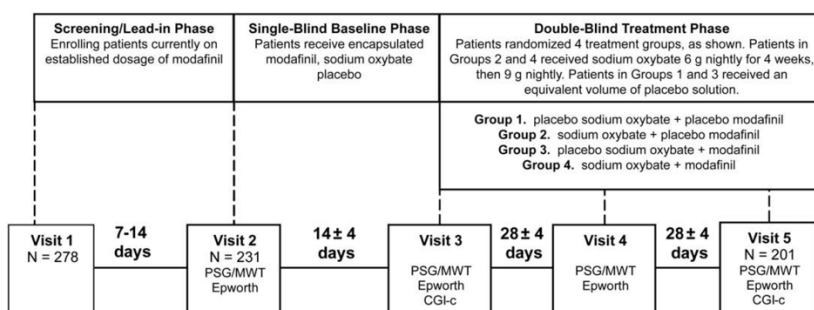 Screening/Lead-in Phase
Enrolling patients currently on
established dosage of modafinil
Single-Blind Baseline Phase
Patients receive encapsulated
modafinil, sodium oxybate
placebo
Double-Blind Treatment Phase
Patients randomized 4 treatment groups, as shown. Patients in
Groups 2 and 4 received sodium oxybate 6 g nightly for 4 weeks,
then 9 g nightly. Patients in Groups 1 and 3 received an
equivalent volume of placebo solution.
Group 1. placebo sodium oxybate + placebo modafinil
Group 2. sodium oxybate + placebo modafinil
Group 3. placebo sodium oxybate + modafinil
Group 4. sodium oxybate + modafinil
Visit 1
N = 278
7-14
days
Visit 2
N = 231
PSG/MWT
Epworth
14± 4
days
Visit 3
PSG/MWT
Epworth
CGI-c
28± 4
days
Visit 4
PSG/MWT
Epworth
28± 4
days
Visit 5
N = 201
PSG/MWT
Epworth
CGI-c